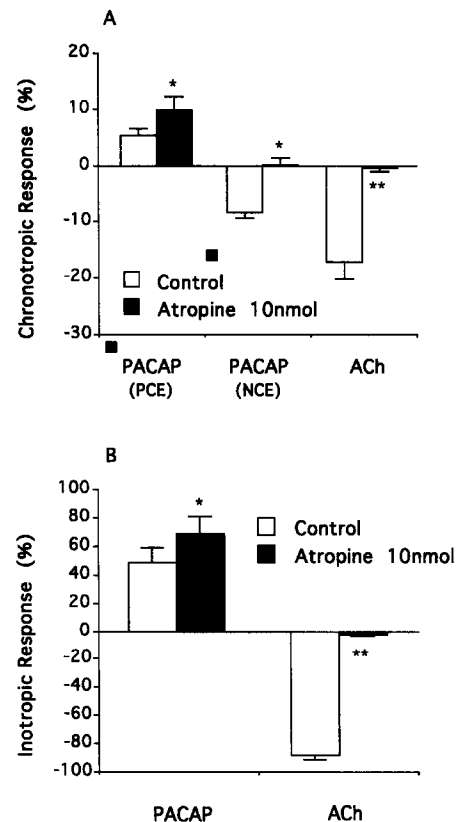 A
Chronotropic Response (%)
20
10
0
-10
-20
-30
*
*
**
Control
Atropine 10nmol
PACAP
(PCE)
PACAP
(NCE)
ACh
B
Inotropic Response (%)
100
80
60
40
20
0
-20
-40
-60
-80
-100
*
**
Control
Atropine 10nmol
PACAP
ACh